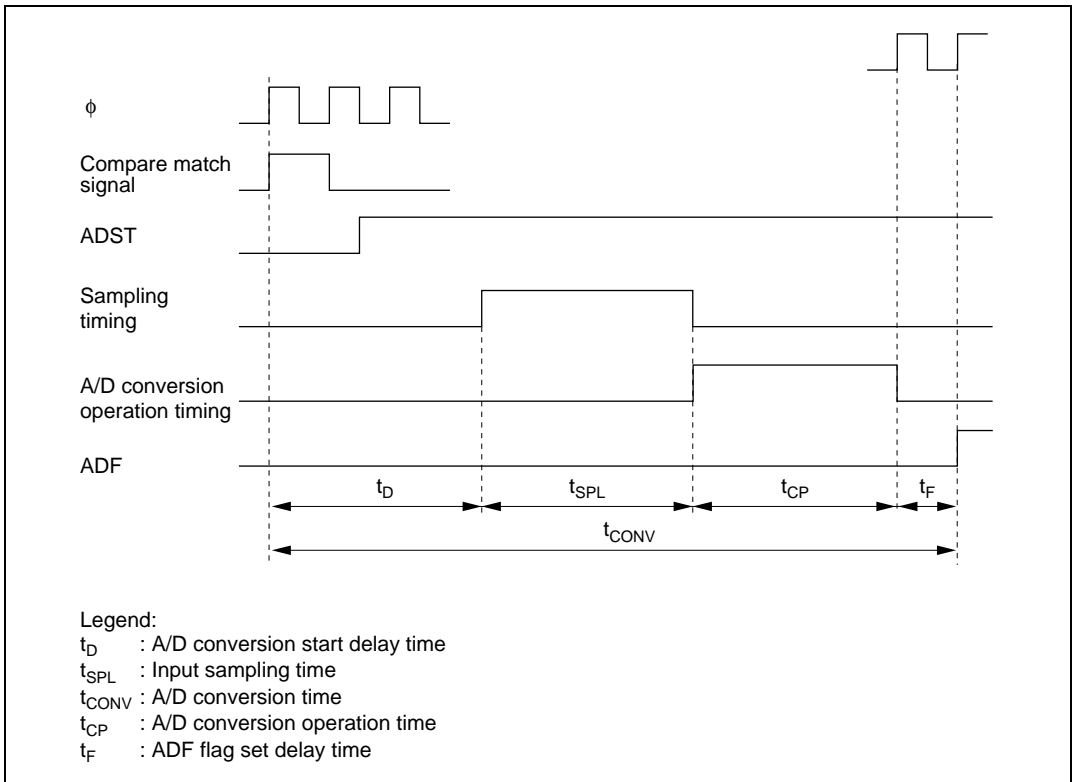 ϕ
Compare match
signal
ADST
Sampling
timing
A/D conversion
operation timing
ADF
tD tSPL tCP tF
tCONV
Legend:
tD : A/D conversion start delay time
tSPL : Input sampling time
tCONV : A/D conversion time
tCP : A/D conversion operation time
tF : ADF flag set delay time